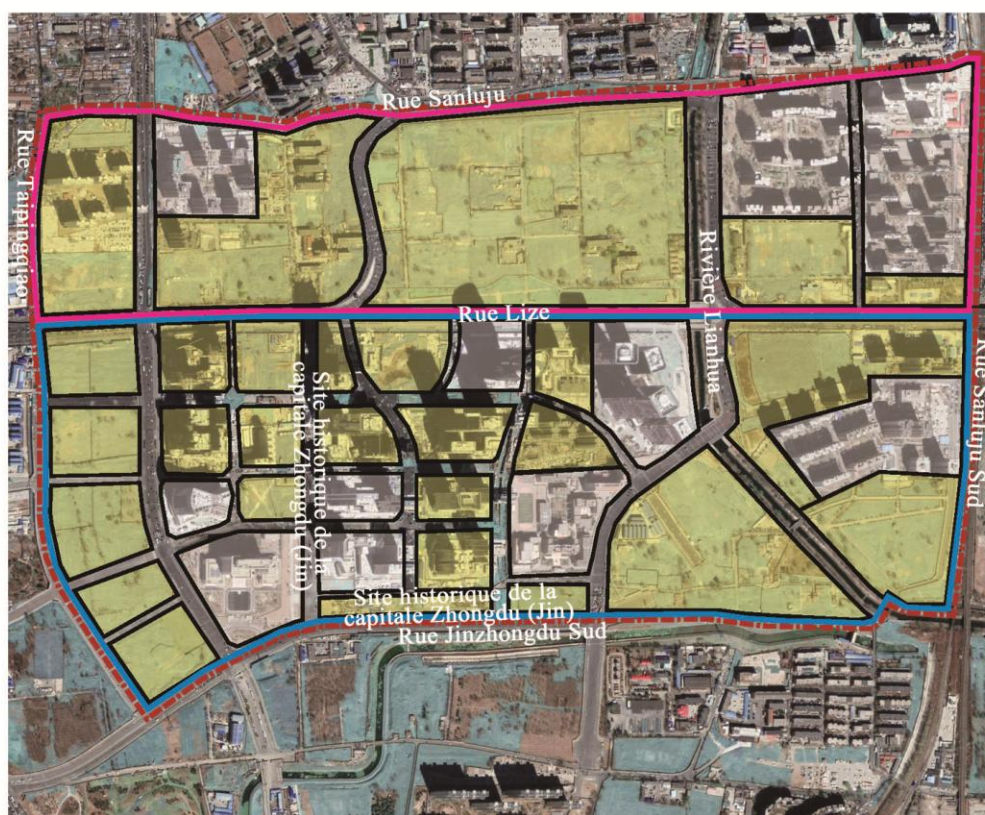 Rue Sanluju
Rue Taipingqiao
Rivière Lianhua
Rue Lize
Site historique de la
capitale Zhongdu (Jin)
Rue Sanluju Sud
Site historique de la
capitale Zhongdu (Jin)
Rue Jinzhongdu Sud